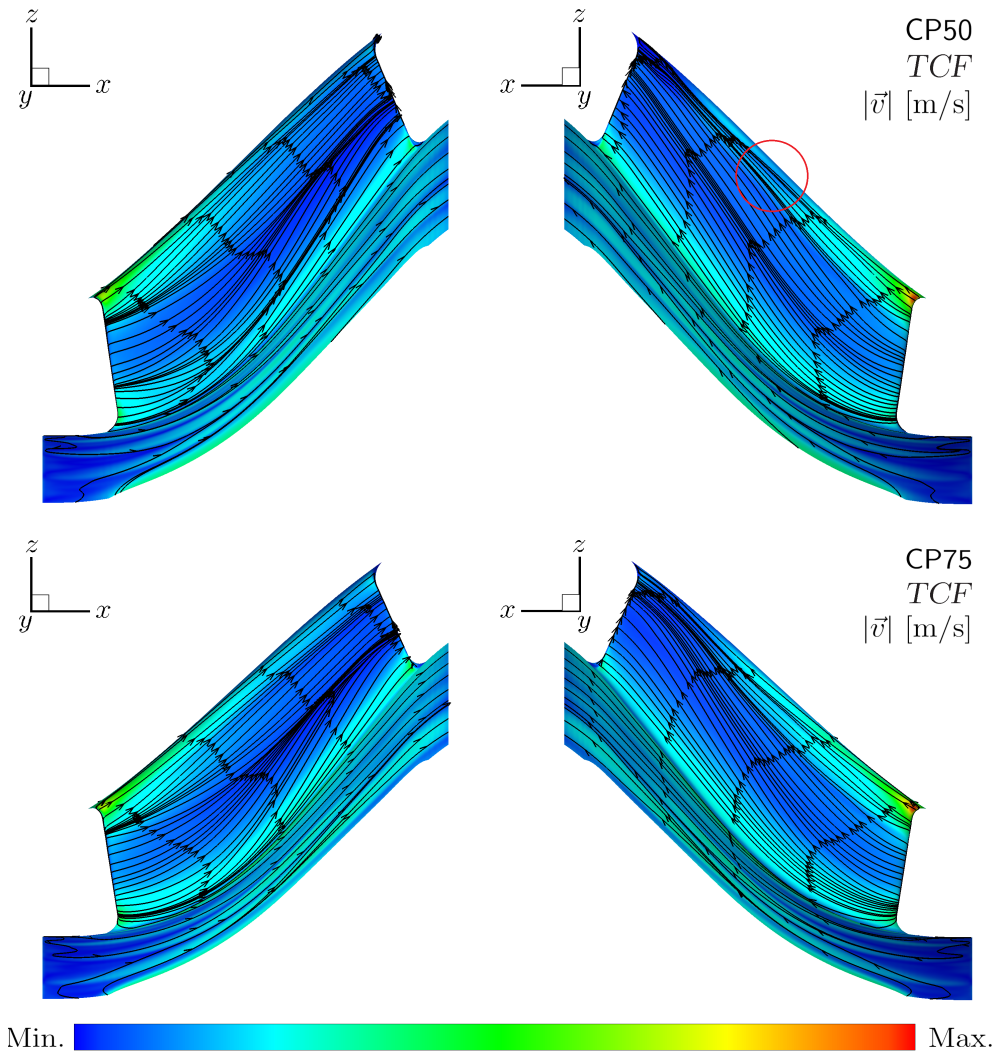 z
y x
z
x y
CP50
TCF
|v⃗| [m/s]
z
y x
z
x y
CP75
TCF
|v⃗| [m/s]
Min. Max.